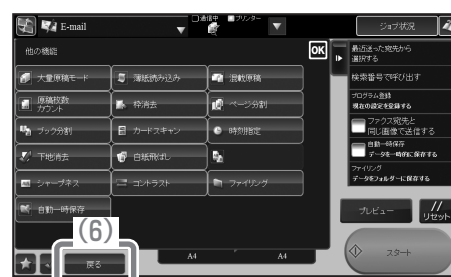 E-mail
送信中
プリンター
ジョブ状況
他の機能
OK
大量原稿モード
薄紙読み込み
混載原稿
原稿枚数
カウント
枠消去
ページ分割
ブック分割
カードスキャン
時刻指定
下地消去
白紙飛ばし
シャープネス
コントラスト
ファイリング
自動一時保存
最近送った宛先から
選択する
検索番号で呼び出す
プログラム登録
現在の設定を登録する
ファクス宛先と
同じ画像で送信する
自動一時保存
データを一時的に保存する
ファイリング
データをフォルダーに保存する
プレビュー
リセット
(6)
戻る
A4
A4
スタート